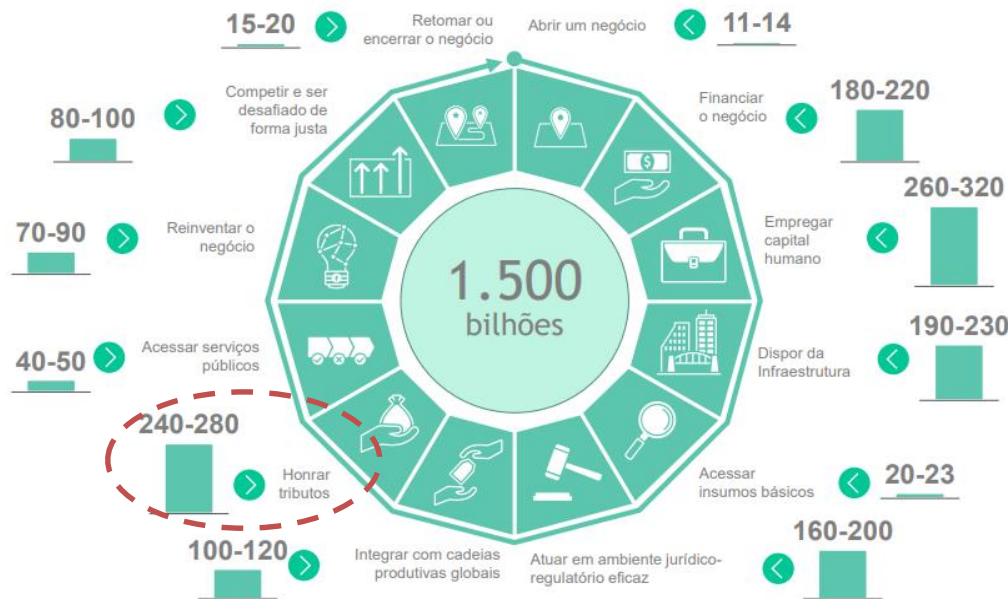 15-20
Retomar ou
encerrar o negócio
Abrir um negócio
11-14
80-100
Competir e ser
desafiado de
forma justa
Financiar
o negócio
180-220
70-90
Reinventar o
negócio
Empregar
capital
humano
260-320
1.500
bilhões
40-50
Acessar serviços
públicos
Dispor da
Infraestrutura
190-230
240-280
Honrar
tributos
Acessar
insumos básicos
20-23
100-120
Integrar com cadeias
produtivas globais
Atuar em ambiente jurídico-
regulatório eficaz
160-200